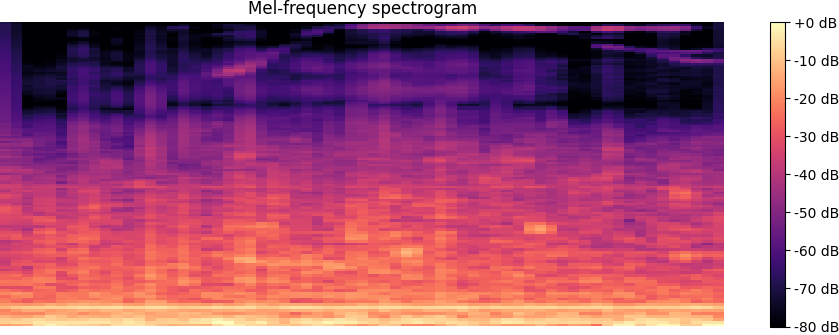 Mel-frequency spectrogram
+0 dB
-10 dB
-20 dB
-30 dB
-40 dB
-50 dB
-60 dB
-70 dB
-80 dB